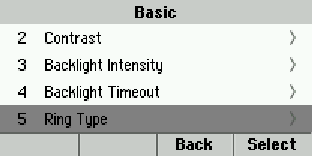 Basic
2 Contrast
3 Backlight Intensity
4 Backlight Timeout
5 Ring Type
Back Select